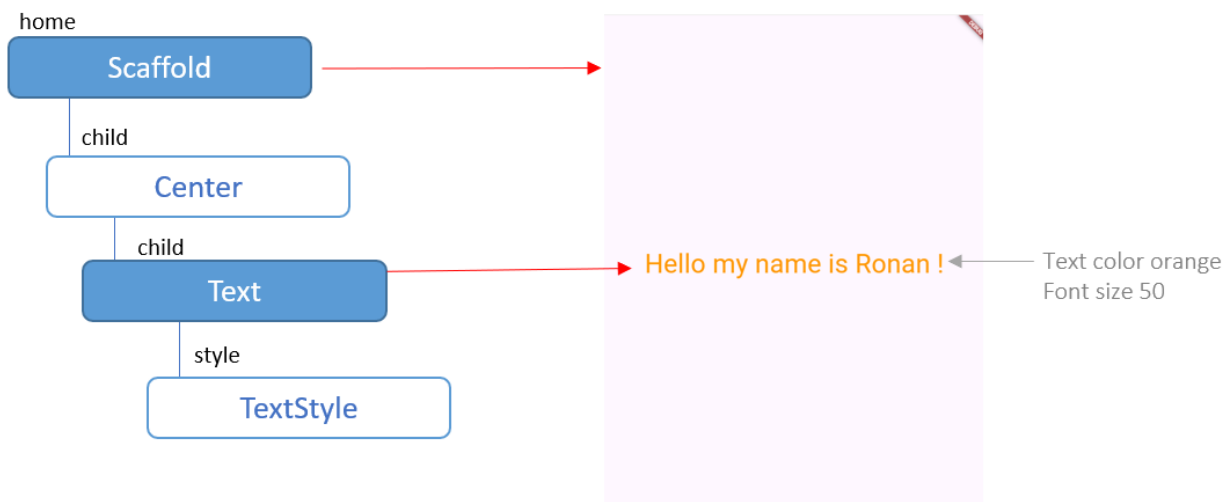 home
Scaffold
child
Center
child
Text
style
TextStyle
Hello my name is Ronan !
Text color orange
Font size 50